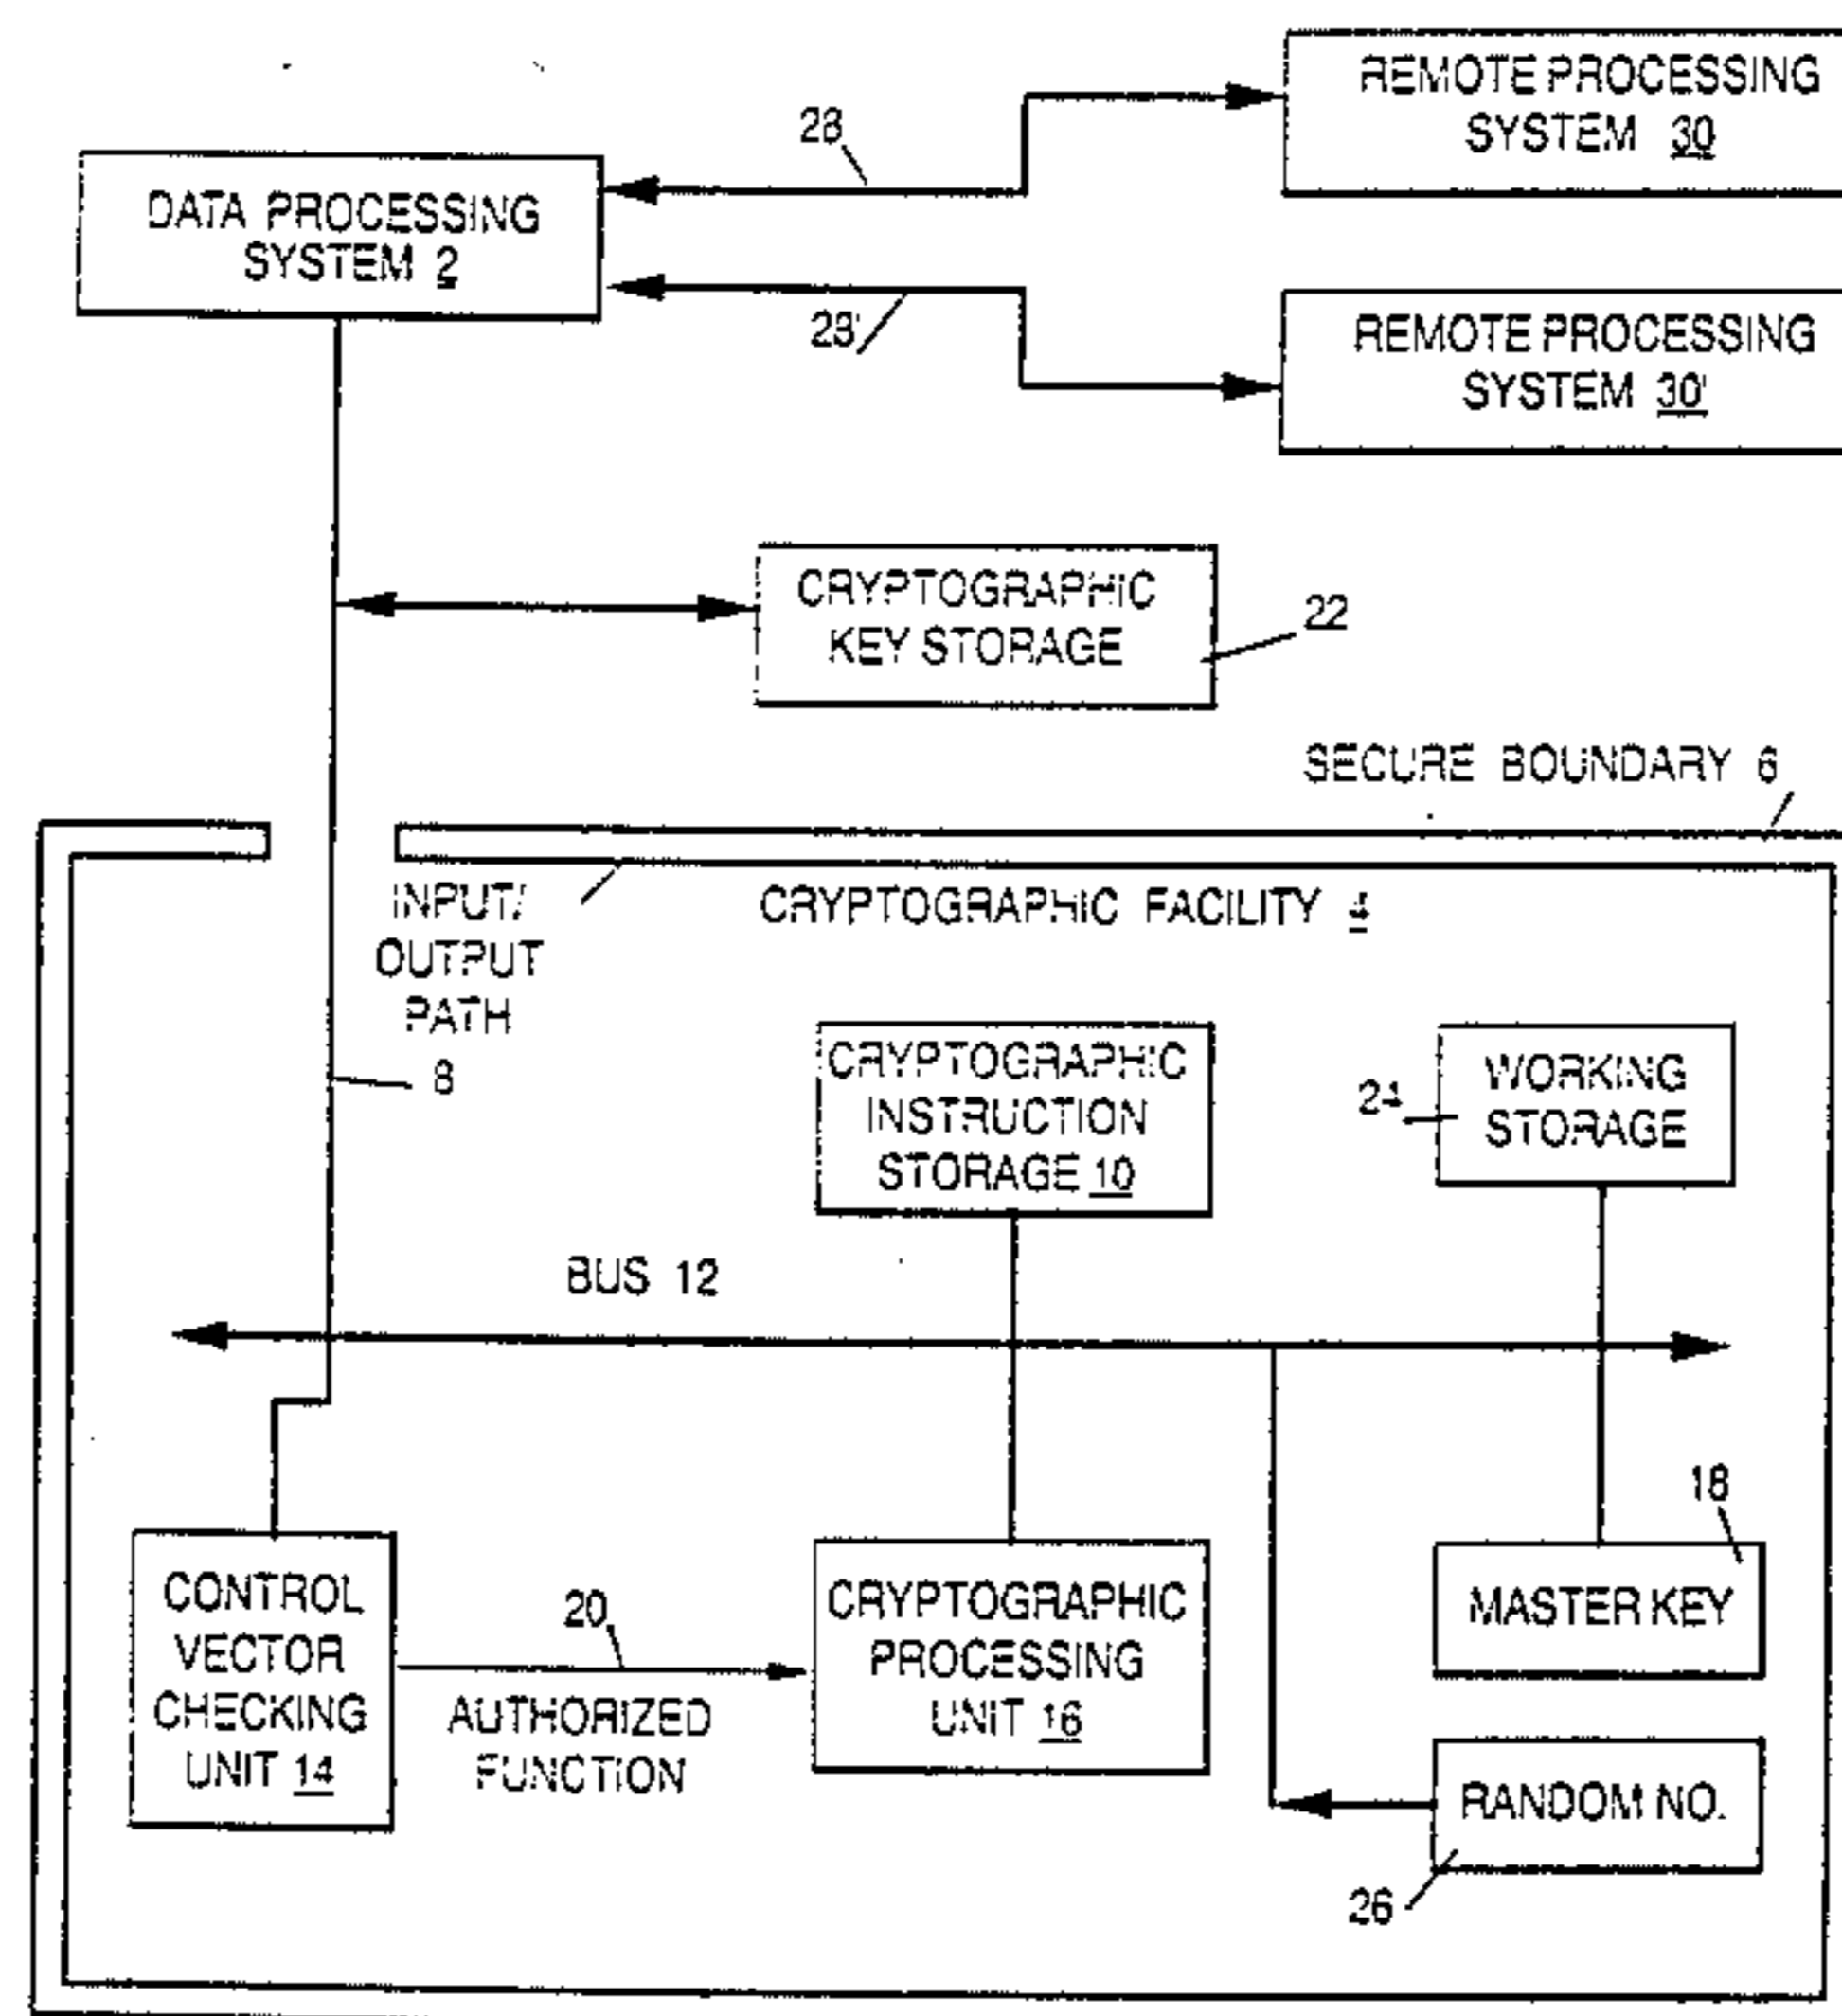 REMOTE PROCESSING
SYSTEM 30
28
DATA PROCESSING
SYSTEM 2
28'
REMOTE PROCESSING
SYSTEM 30'
CRYPTOGRAPHIC
KEY STORAGE
22
SECURE BOUNDARY 6
INPUT/
OUTPUT
PATH
8
CRYPTOGRAPHIC FACILITY 4
CRYPTOGRAPHIC
INSTRUCTION
STORAGE 10
24
WORKING
STORAGE
BUS 12
18
CONTROL
VECTOR
CHECKING
UNIT 14
20
AUTHORIZED
FUNCTION
CRYPTOGRAPHIC
PROCESSING
UNIT 16
MASTER KEY
RANDOM NO.
26